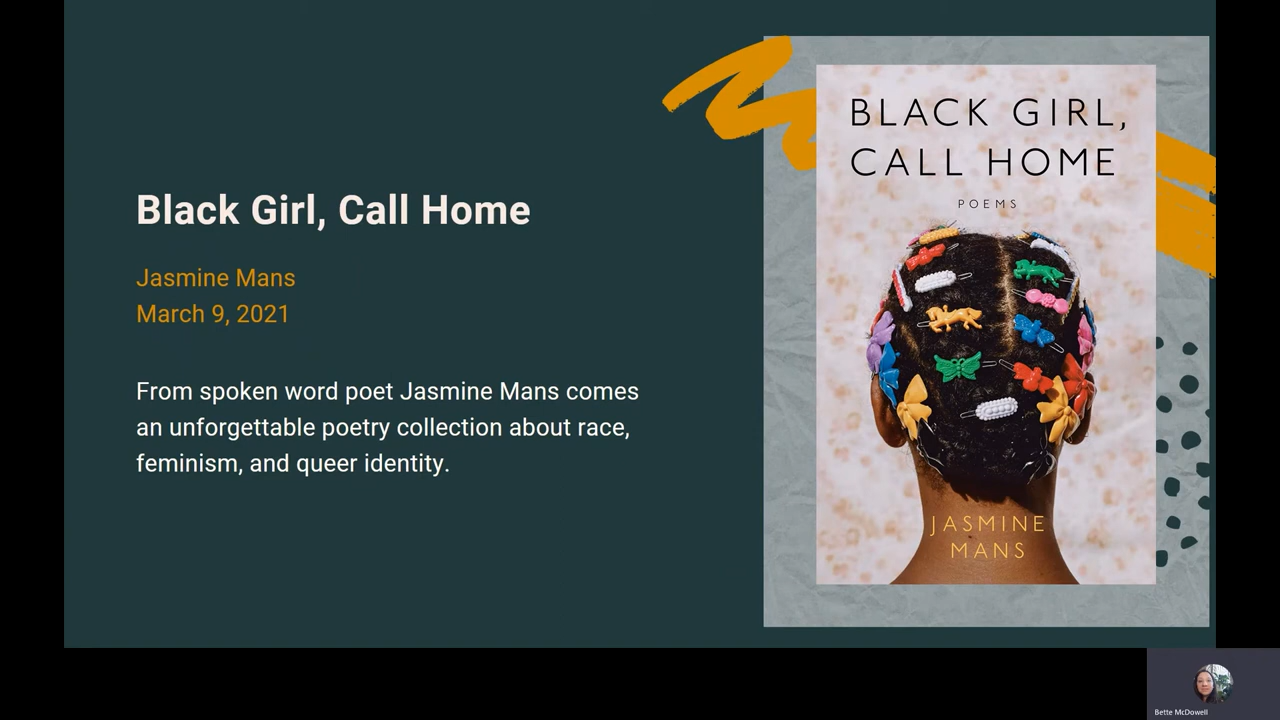 Black Girl, Call Home
Jasmine Mans
March 9, 2021
From spoken word poet Jasmine Mans comes
an unforgettable poetry collection about race,
feminism, and queer identity.
BLACK GIRL,
CALL HOME
POEMS
JASMINE
MANS
Bette McDowell